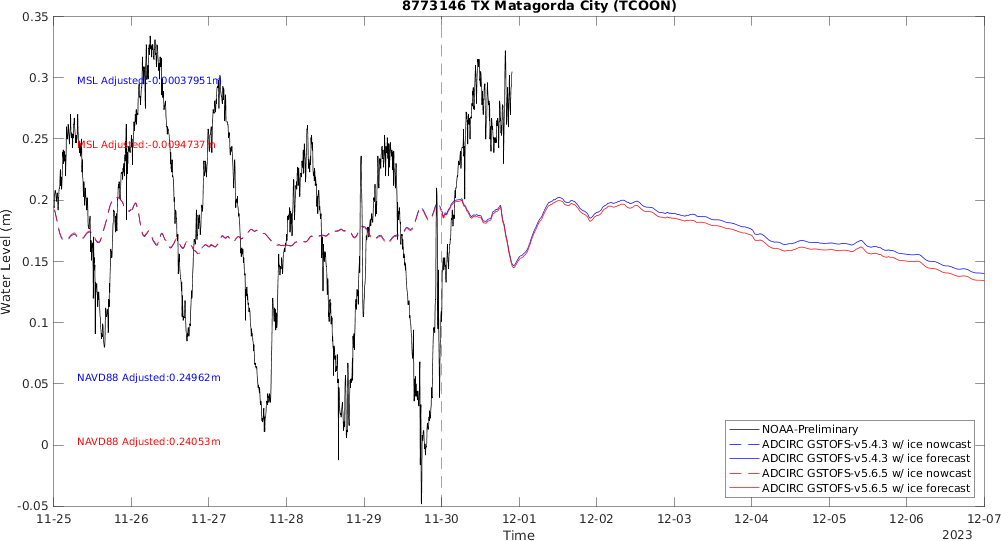 8773146 TX Matagorda City (TCOON)
0.35
0.3
0.25
0.2
0.15
0.1
0.05
0
-0.05
Water Level (m)
MSL Adjusted:-0.00037951m
MSL Adjusted:-0.0094737m
NAVD88 Adjusted:0.24962m
NAVD88 Adjusted:0.24053m
NOAA-Preliminary
ADCIRC GSTOFS-v5.4.3 w/ ice nowcast
ADCIRC GSTOFS-v5.4.3 w/ ice forecast
ADCIRC GSTOFS-v5.6.5 w/ ice nowcast
ADCIRC GSTOFS-v5.6.5 w/ ice forecast
11-25 11-26 11-27 11-28 11-29 11-30 12-01 12-02 12-03 12-04 12-05 12-06 12-07
Time
2023